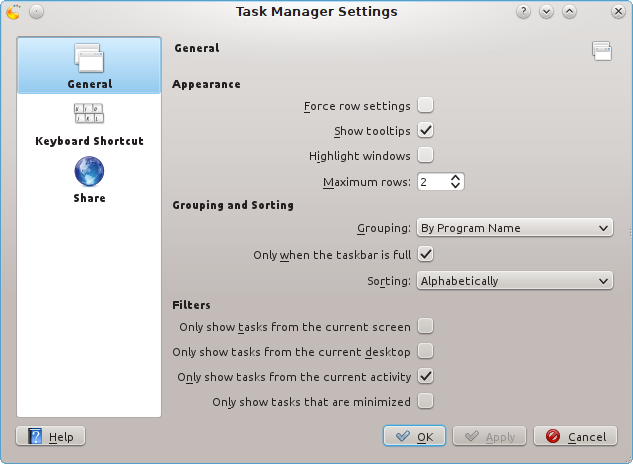 Task Manager Settings
General
General
Appearance
Force row settings
Show tooltips
Highlight windows
Maximum rows: 2
Keyboard Shortcut
Share
Grouping and Sorting
Grouping: By Program Name
Only when the taskbar is full
Sorting: Alphabetically
Filters
Only show tasks from the current screen
Only show tasks from the current desktop
Only show tasks from the current activity
Only show tasks that are minimized
Help
OK
Apply
Cancel